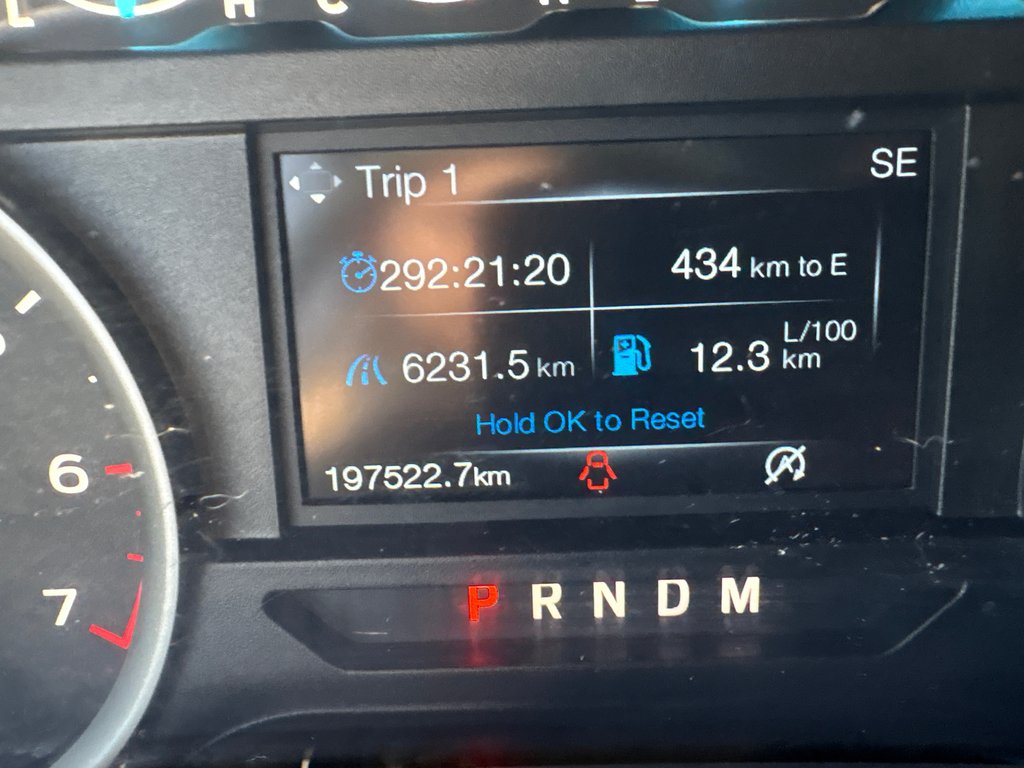 L H H C H E
Trip 1 SE
292:21:20 434 km to E
6231.5 km 12.3 L/100 km
Hold OK to Reset
197522.7km
6
7
P R N D M